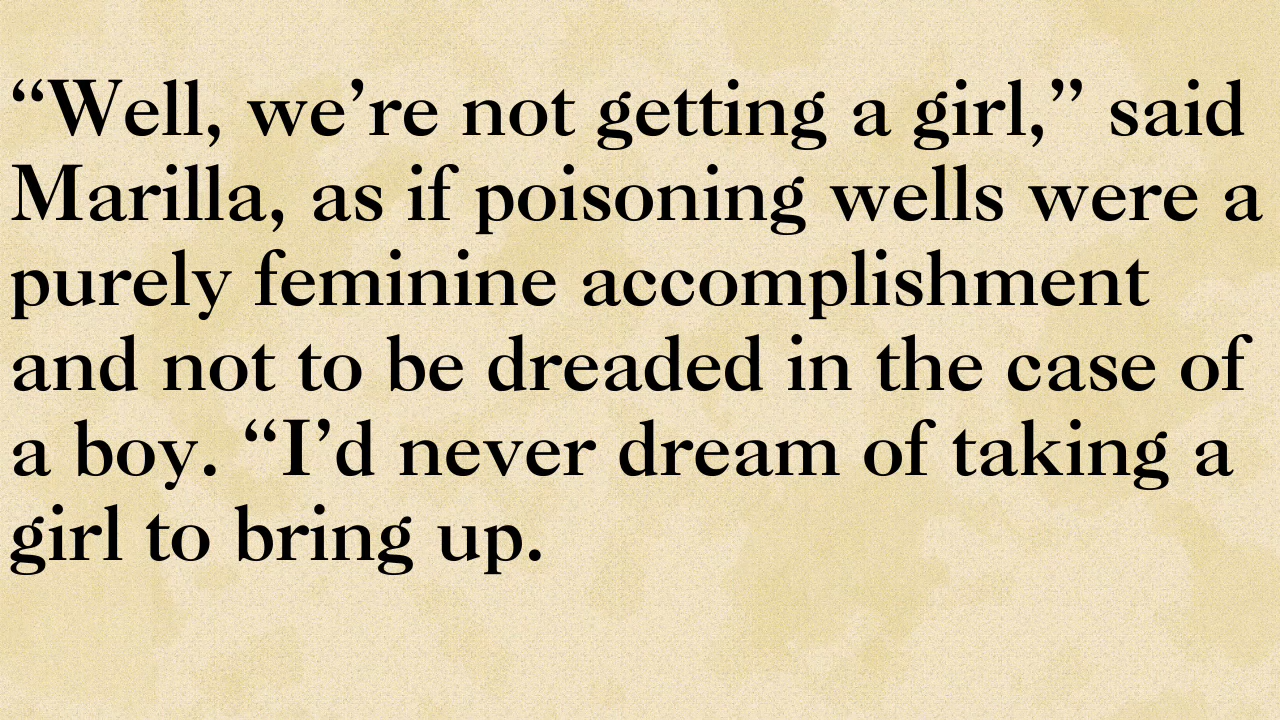 “Well, we’re not getting a girl,” said
Marilla, as if poisoning wells were a
purely feminine accomplishment
and not to be dreaded in the case of
a boy. “I’d never dream of taking a
girl to bring up.